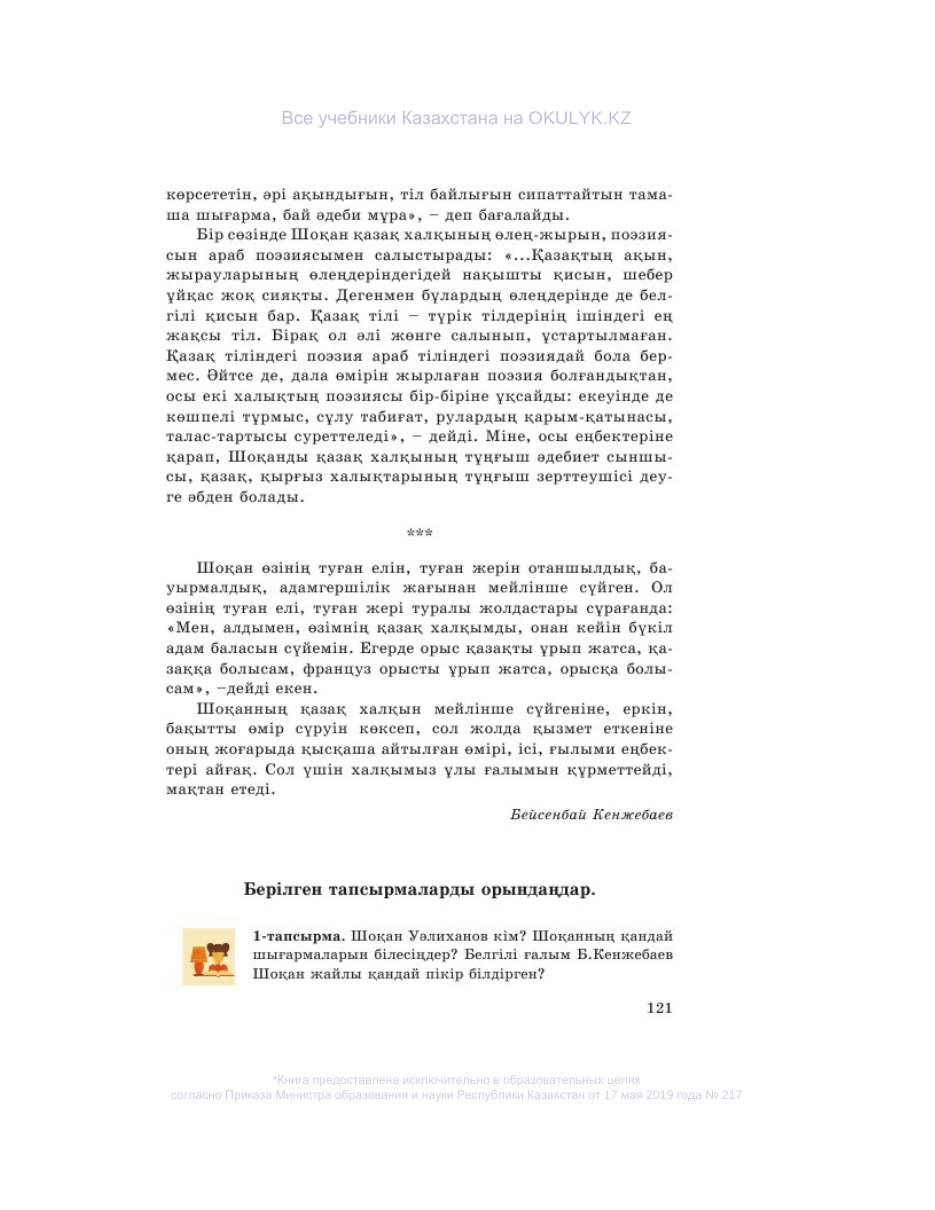 Все учебники Казахстана на OKULYK.KZ
көрсететін, әрі ақындығын, тіл байлығын сипаттайтын тама-
ша шығарма, бай әдеби мұра», – деп бағалайды.
Бір сөзінде Шоқан қазақ халқының өлең-жырын, поэзия-
сын араб поэзиясымен салыстырады: «...Қазақтың ақын,
жырауларының өлеңдеріндегідей нақышты қисын, шебер
ұйқас жоқ сияқты. Дегенмен бұлардың өлеңдерінде де бел-
гілі қисын бар. Қазақ тілі – түрік тілдерінің ішіндегі ең
жақсы тіл. Бірақ ол әлі жөнге салынып, ұстартылмаған.
Қазақ тіліндегі поэзия араб тіліндегі поэзиядай бола бер-
мес. Әйтсе де, дала өмірін жырлаған поэзия болғандықтан,
осы екі халықтың поэзиясы бір-біріне ұқсайды: екеуінде де
көшпелі тұрмыс, сұлу табиғат, рулардың қарым-қатынасы,
талас-тартысы суреттеледі», – дейді. Міне, осы еңбектеріне
қарап, Шоқанды қазақ халқының тұңғыш әдебиет сыншы-
сы, қазақ, қырғыз халықтарының тұңғыш зерттеушісі деу-
ге әбден болады.
***
Шоқан өзінің туған елін, туған жерін отаншылдық, ба-
уырмалдық, адамгершілік жағынан мейлінше сүйген. Ол
өзінің туған елі, туған жері туралы жолдастары сұрағанда:
«Мен, алдымен, өзімнің қазақ халқымды, онан кейін бүкіл
адам баласын сүйемін. Егерде орыс қазақты ұрып жатса, қа-
заққа болысам, француз орысты ұрып жатса, орысқа болы-
сам», –дейді екен.
Шоқанның қазақ халқын мейлінше сүйгеніне, еркін,
бақытты өмір сүруін көксеп, сол жолда қызмет еткеніне
оның жоғарыда қысқаша айтылған өмірі, ісі, ғылыми еңбек-
тері айғақ. Сол үшін халқымыз ұлы ғалымын құрметтейді,
мақтан етеді.
Бейсенбай Кенжебаев
Берілген тапсырмаларды орындаңдар.
1-тапсырма. Шоқан Уәлиханов кім? Шоқанның қандай
шығармаларын білесіңдер? Белгілі ғалым Б.Кенжебаев
Шоқан жайлы қандай пікір білдірген?
121
*Книга предоставлена исключительно в образовательных целях
согласно Приказа Министра образования и науки Республики Казахстан от 17 мая 2019 года № 217